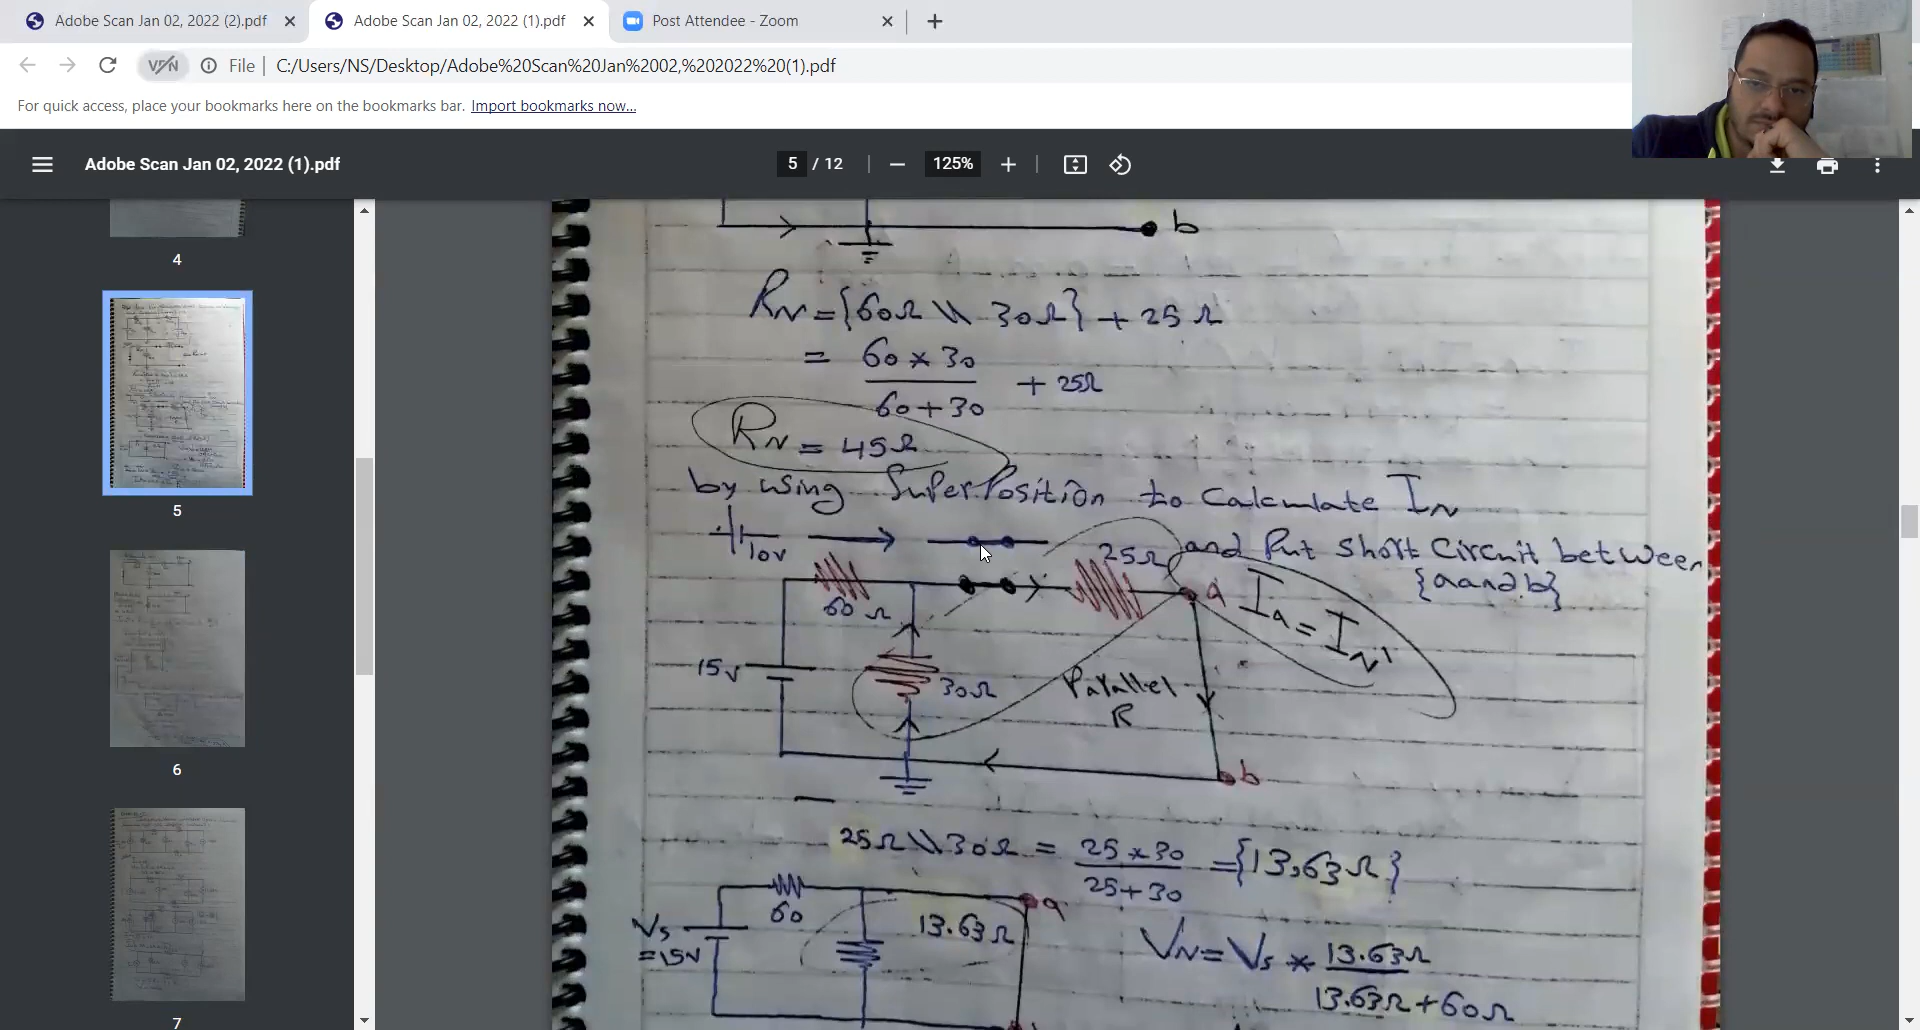 Adobe Scan Jan 02, 2022 (2).pdf
Adobe Scan Jan 02, 2022 (1).pdf
Post Attendee - Zoom
VPN
File
C:/Users/NS/Desktop/Adobe%20Scan%20Jan%2002,%202022%20(1).pdf
For quick access, place your bookmarks here on the bookmarks bar. Import bookmarks now...
Adobe Scan Jan 02, 2022 (1).pdf
5 / 12
125%
4
5
6
7
b
RN = {60Ω \\ 30Ω} + 25Ω
= 60 * 30 / 60+30 + 25Ω
RN = 45Ω
by using SuperPosition to Calculate IN
10V
and Put Short Circuit between
{a and b}
25Ω
60Ω
a
Ia = IN'
15V
30Ω
Parallel
R
b
25Ω \\ 30Ω = 25 * 30 / 25 + 30 = {13,63Ω}
60
a
Vs
=15V
13.63Ω
VN = Vs * 13.63Ω / 13.63Ω + 60Ω